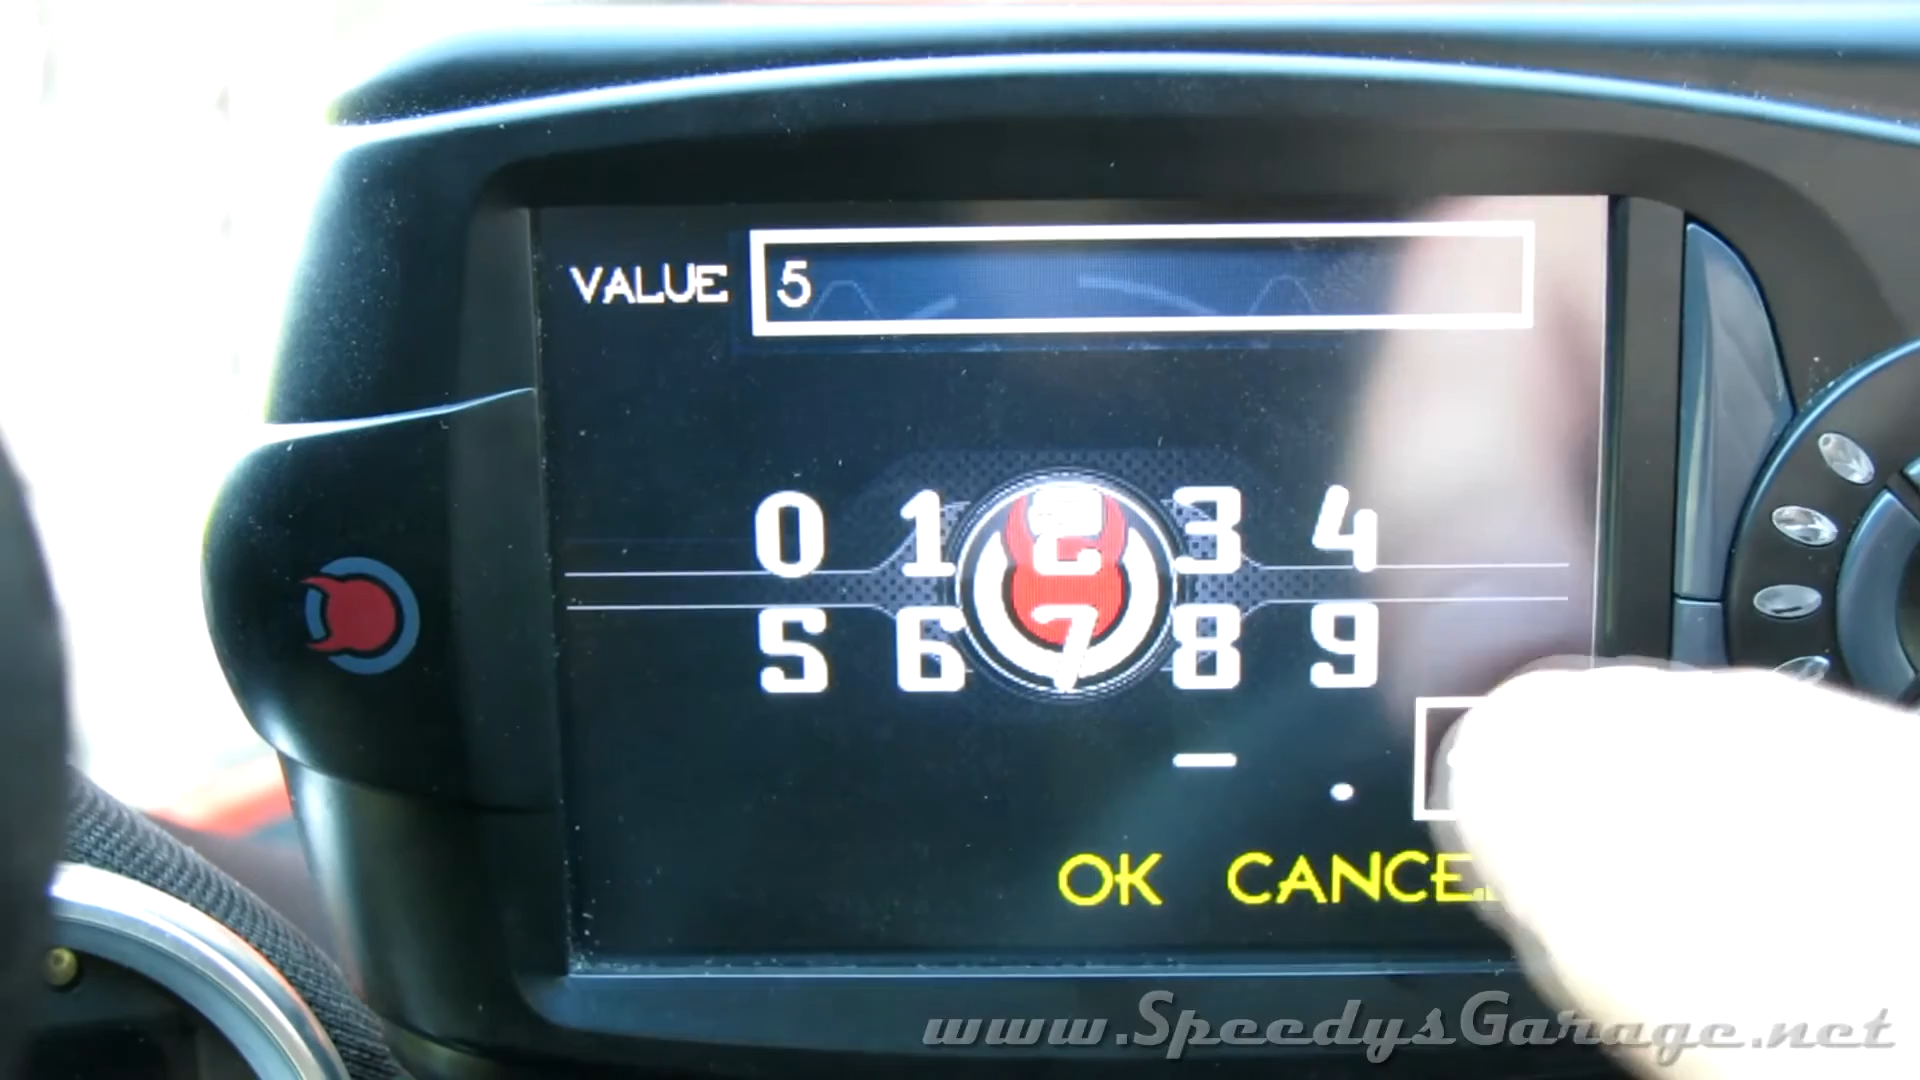 VALUE 5
0 1 2 3 4
5 6 7 8 9
- .
OK CANCEL
www.SpeedysGarage.net